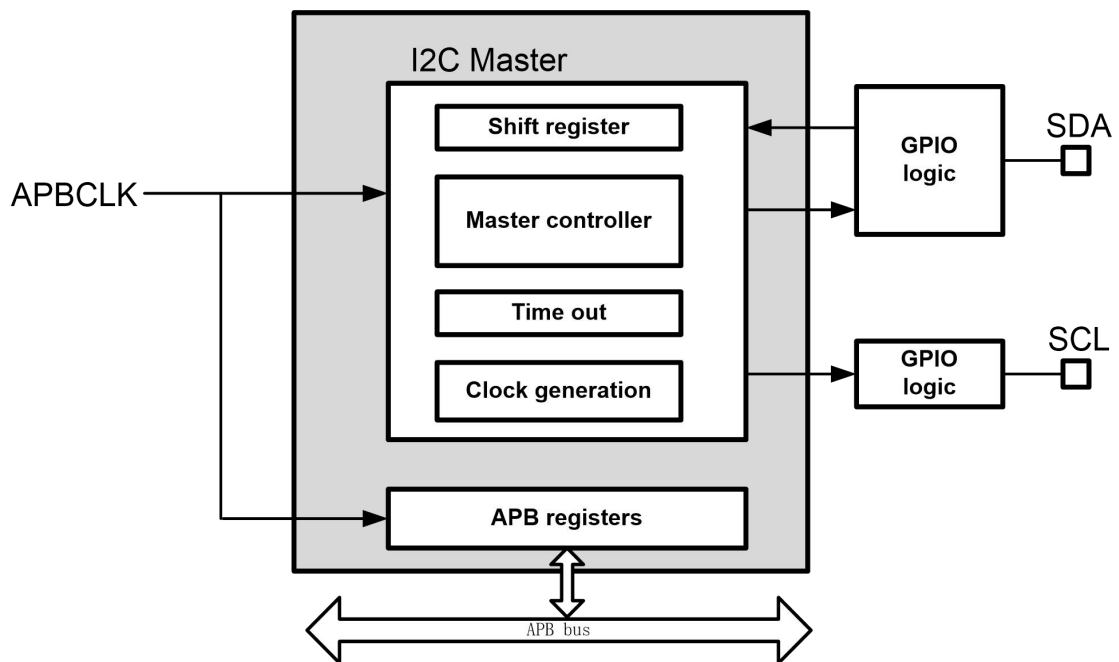 I2C Master
Shift register
Master controller
Time out
Clock generation
APB registers
APBCLK
GPIO
logic
SDA
GPIO
logic
SCL
APB bus